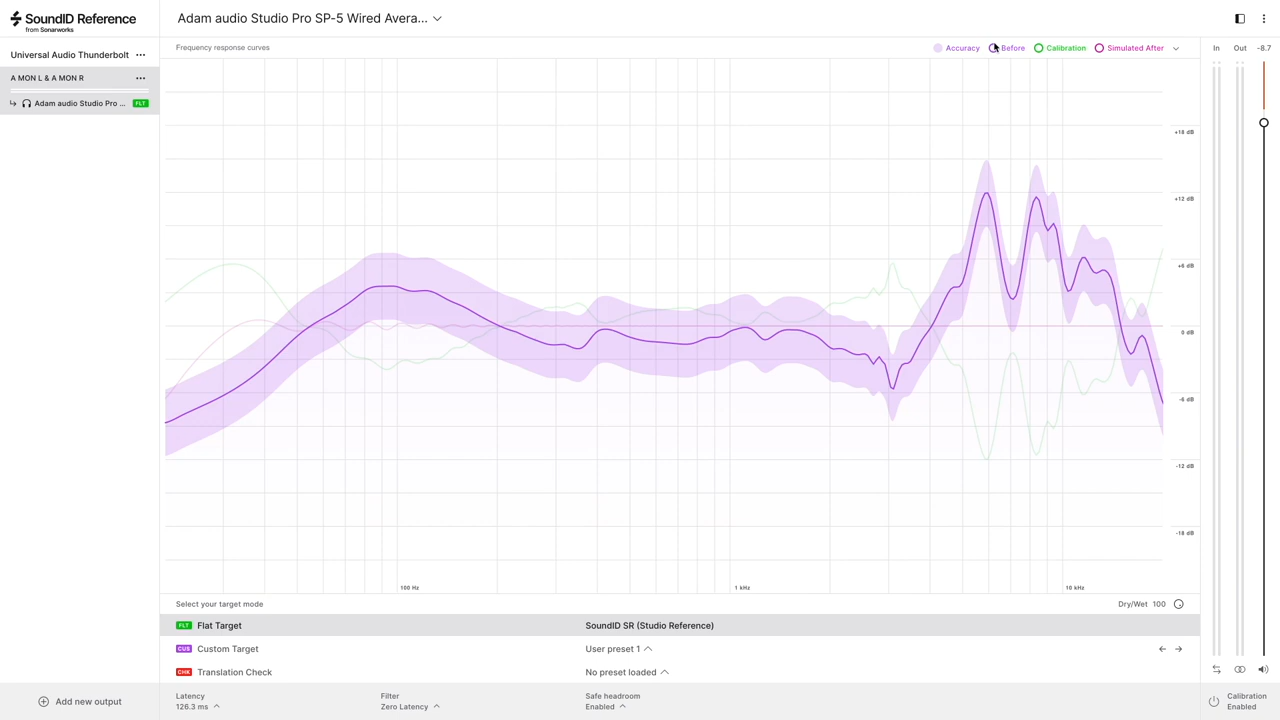 SoundID Reference
from Sonarworks
Adam audio Studio Pro SP-5 Wired Avera...
Universal Audio Thunderbolt
A MON L & A MON R
Adam audio Studio Pro ...
FLT
Frequency response curves
Accuracy
Before
Calibration
Simulated After
In
Out
-8.7
+18 dB
+12 dB
+6 dB
0 dB
-6 dB
-12 dB
-18 dB
100 Hz
1 kHz
10 kHz
Select your target mode
Dry/Wet 100
FLT Flat Target
SoundID SR (Studio Reference)
CUS Custom Target
User preset 1
CHK Translation Check
No preset loaded
Add new output
Latency
126.3 ms
Filter
Zero Latency
Safe headroom
Enabled
Calibration
Enabled